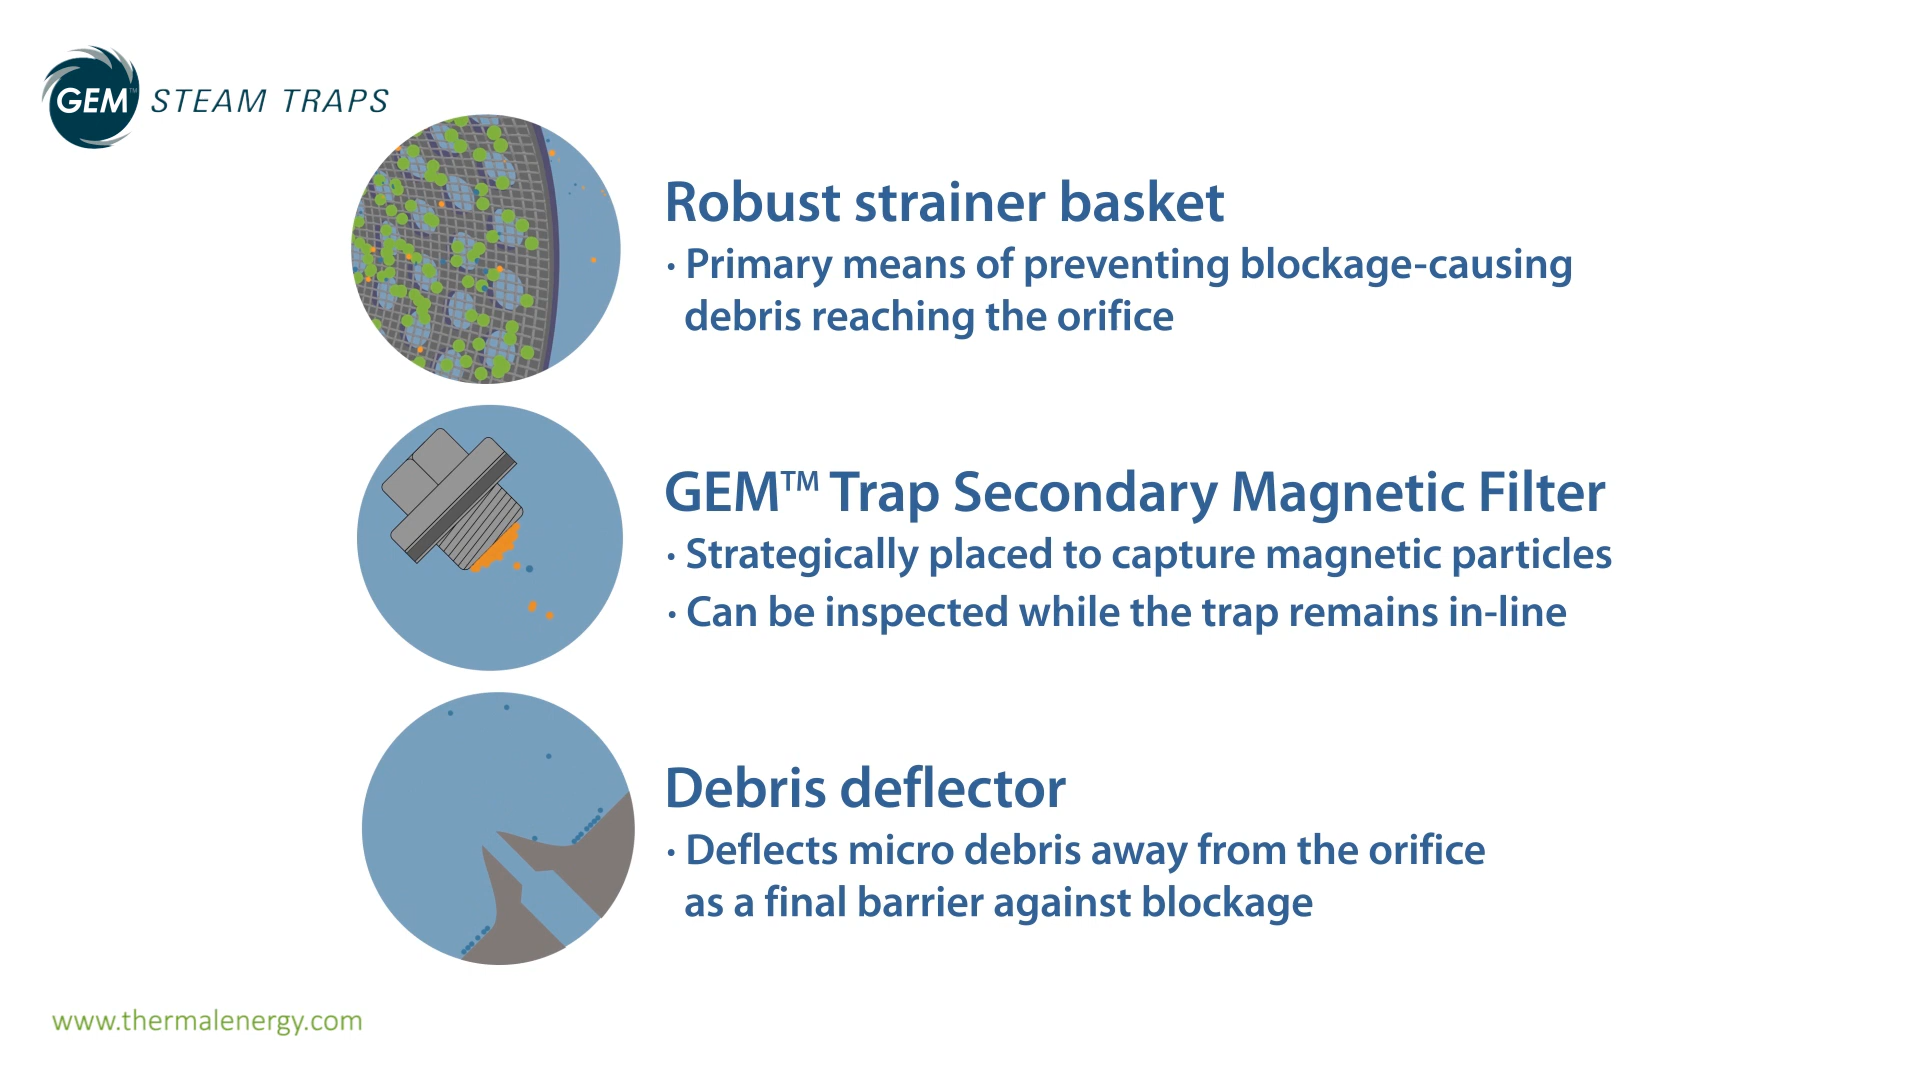 GEM™ STEAM TRAPS
Robust strainer basket
· Primary means of preventing blockage-causing
debris reaching the orifice
GEM™ Trap Secondary Magnetic Filter
· Strategically placed to capture magnetic particles
· Can be inspected while the trap remains in-line
Debris deflector
· Deflects micro debris away from the orifice
as a final barrier against blockage
www.thermalenergy.com